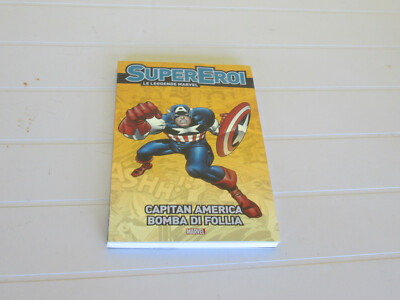 SUPEREROI
LE LEGGENDE MARVEL
CAPITAN AMERICA
BOMBA DI FOLLIA
MARVEL